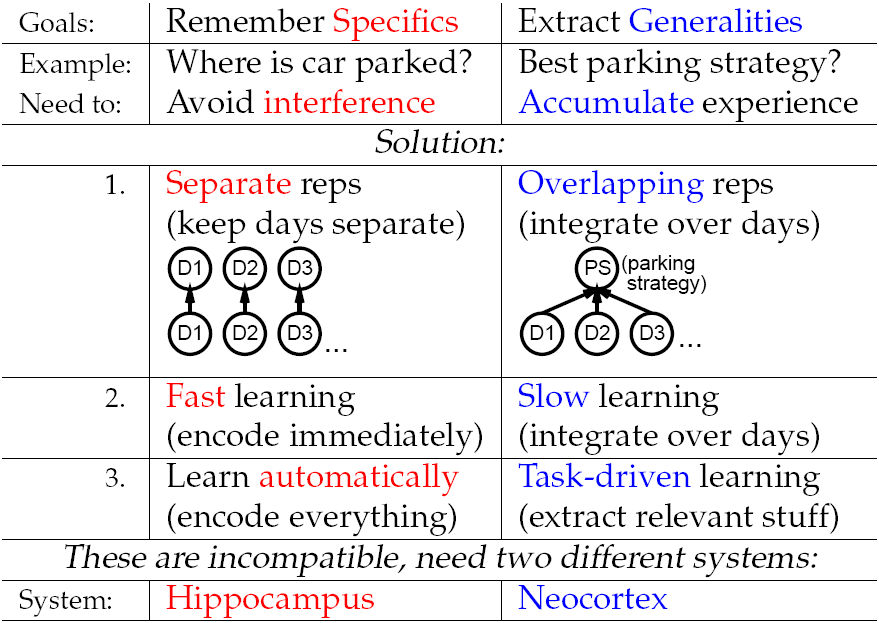 Goals: Remember Specifics Extract Generalities
Example: Where is car parked? Best parking strategy?
Need to: Avoid interference Accumulate experience
Solution:
1. Separate reps Overlapping reps
(keep days separate) (integrate over days)
D1 D2 D3 PS (parking
strategy)
D1 D2 D3 ... D1 D2 D3 ...
2. Fast learning Slow learning
(encode immediately) (integrate over days)
3. Learn automatically Task-driven learning
(encode everything) (extract relevant stuff)
These are incompatible, need two different systems:
System: Hippocampus Neocortex